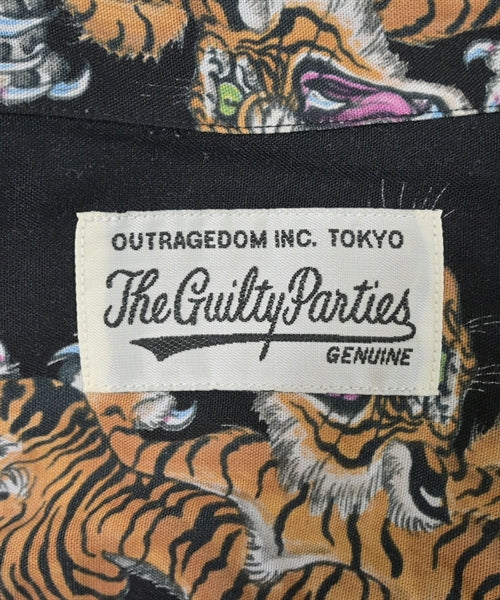 OUTRAGEDOM INC. TOKYO
The Guilty Parties
GENUINE